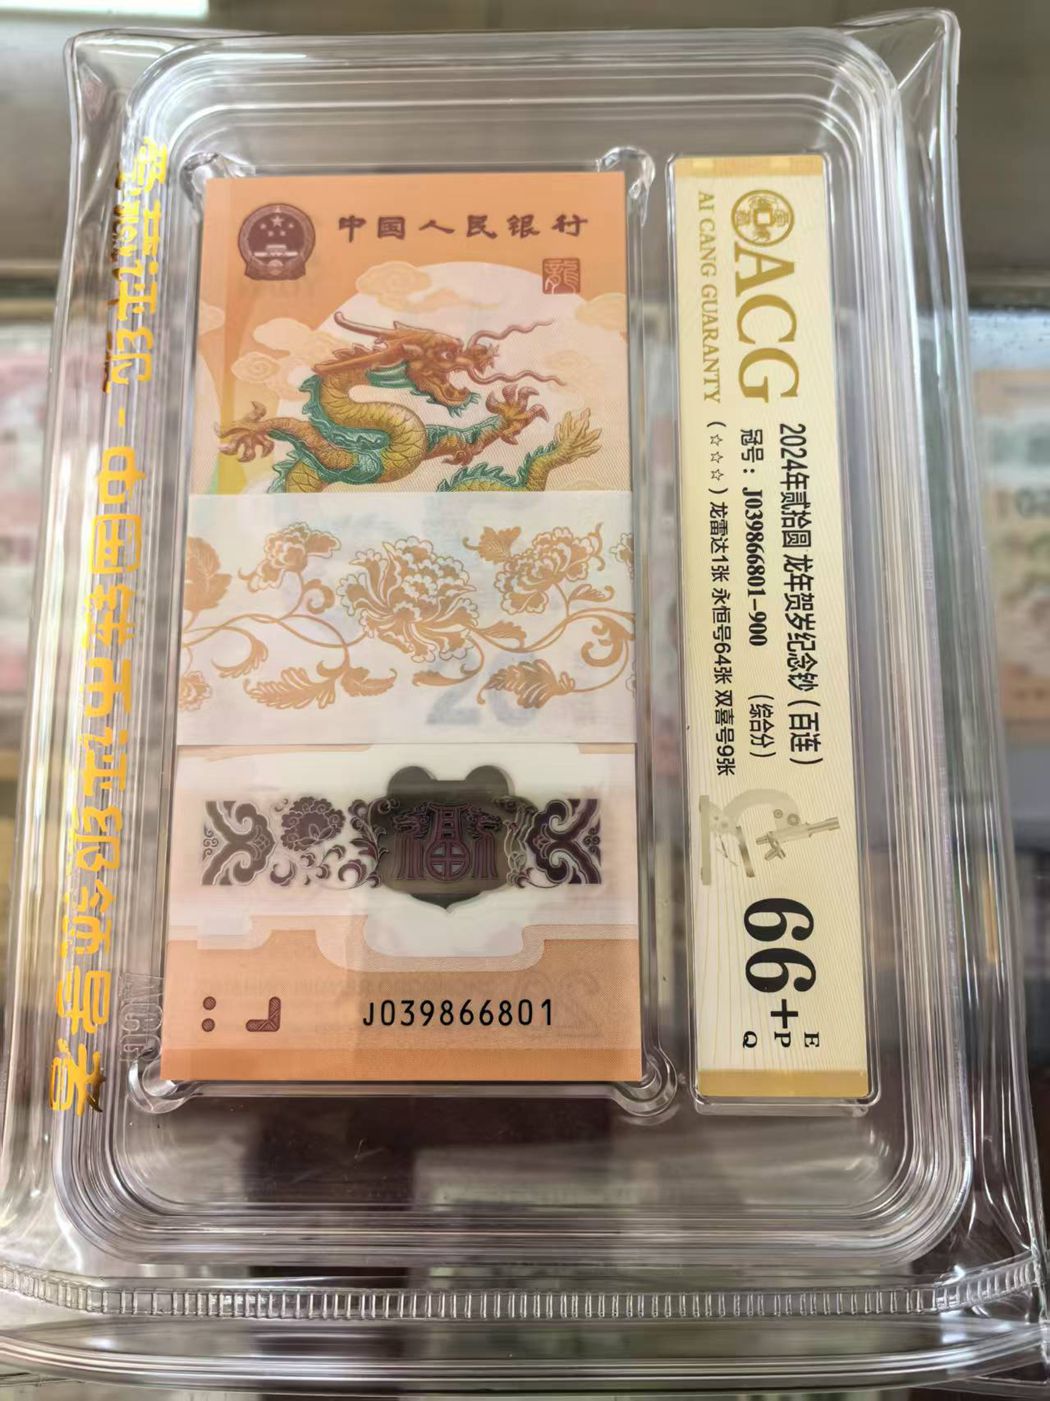 中国人民银行
龍
J039866801
ACG
AI CANG GUARANTY
2024年贰拾圆 龙年贺岁纪念钞（百连）
冠号：J039866801-900 （综合分）
（☆☆☆）龙雷达1张 永恒号64张 双喜号9张
66+
E
P
Q